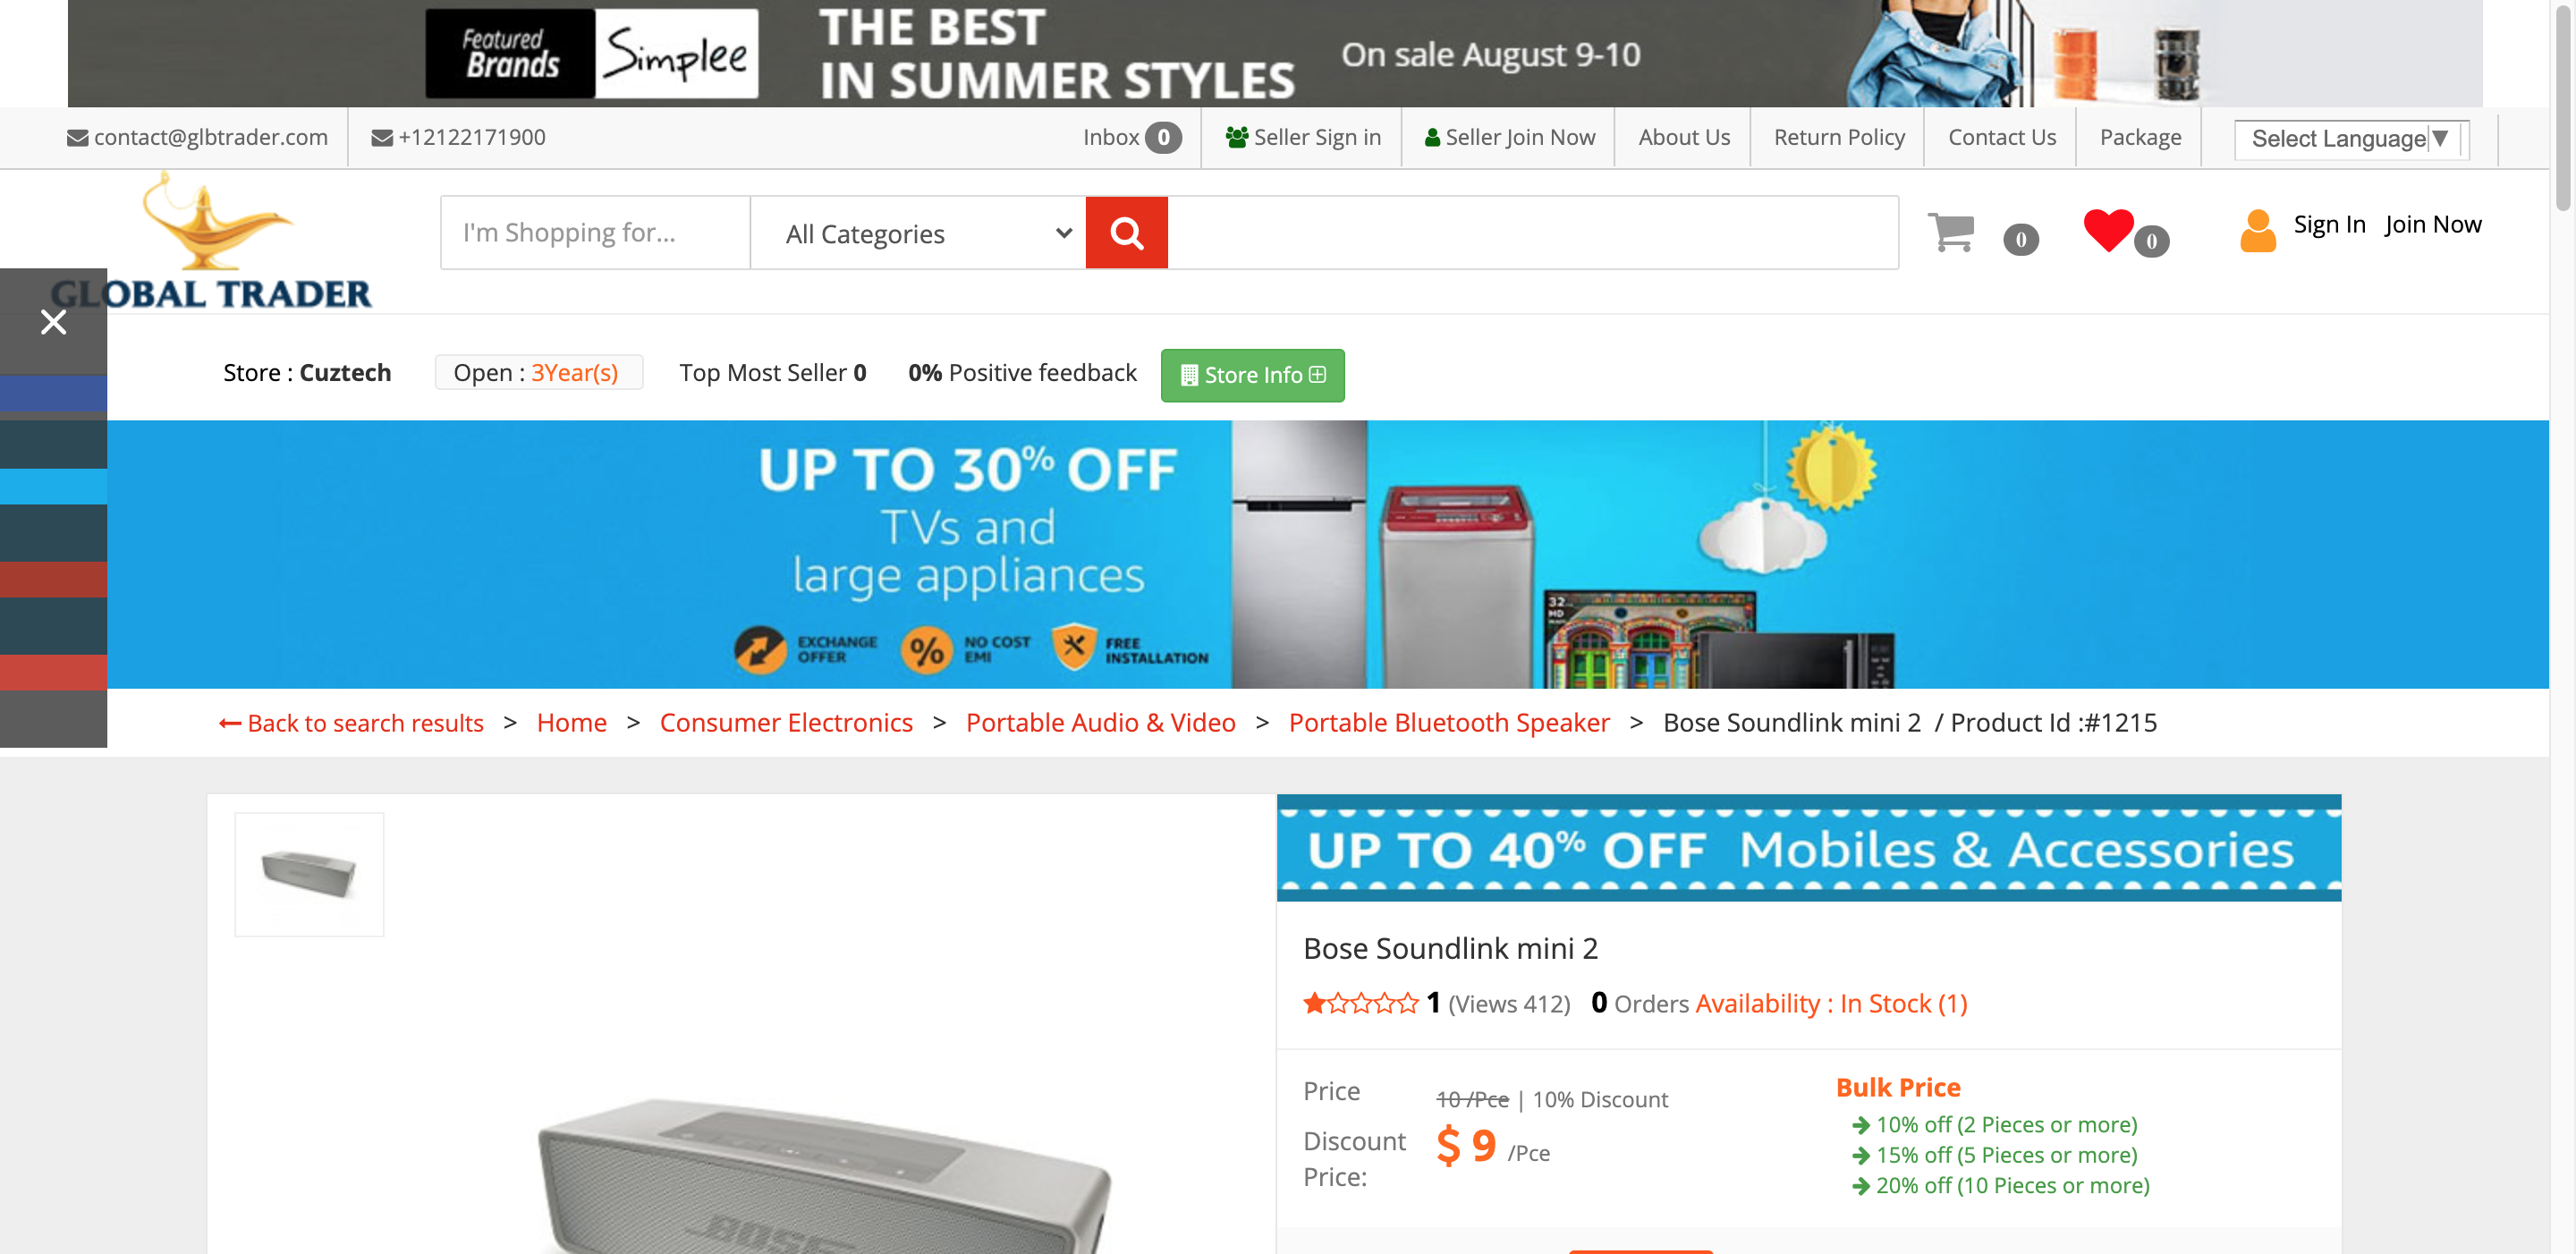 Featured Brands
Simplee
THE BEST
IN SUMMER STYLES
On sale August 9-10
contact@glbtrader.com
+12122171900
Inbox 0
Seller Sign in
Seller Join Now
About Us
Return Policy
Contact Us
Package
Select Language ▼
GLOBAL TRADER
I'm Shopping for...
All Categories
0
0
Sign In
Join Now
Store : Cuztech
Open : 3Year(s)
Top Most Seller 0
0% Positive feedback
Store Info
UP TO 30% OFF
TVs and
large appliances
EXCHANGE OFFER
NO COST EMI
FREE INSTALLATION
Back to search results > Home > Consumer Electronics > Portable Audio & Video > Portable Bluetooth Speaker > Bose Soundlink mini 2 / Product Id :#1215
UP TO 40% OFF Mobiles & Accessories
Bose Soundlink mini 2
1 (Views 412) 0 Orders Availability : In Stock (1)
Price
10 /Pce | 10% Discount
Discount Price:
$ 9 /Pce
Bulk Price
10% off (2 Pieces or more)
15% off (5 Pieces or more)
20% off (10 Pieces or more)
BOSE